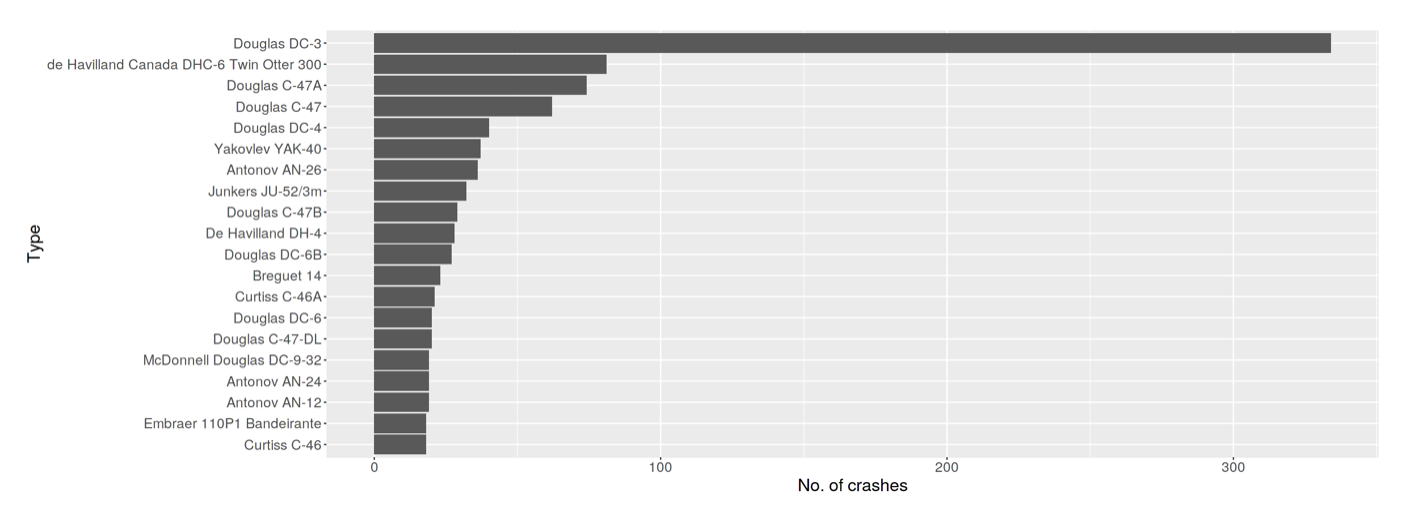 Douglas DC-3
de Havilland Canada DHC-6 Twin Otter 300
Douglas C-47A
Douglas C-47
Douglas DC-4
Yakovlev YAK-40
Antonov AN-26
Junkers JU-52/3m
Douglas C-47B
De Havilland DH-4
Douglas DC-6B
Breguet 14
Curtiss C-46A
Douglas DC-6
Douglas C-47-DL
McDonnell Douglas DC-9-32
Antonov AN-24
Antonov AN-12
Embraer 110P1 Bandeirante
Curtiss C-46
Type
0 100 200 300
No. of crashes